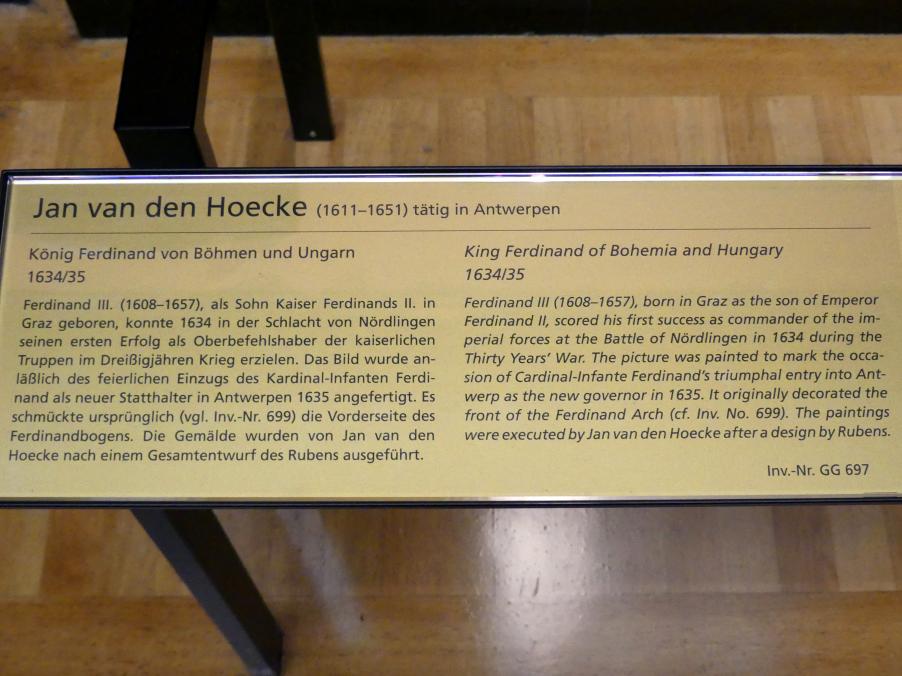 Jan van den Hoecke (1611–1651) tätig in Antwerpen
König Ferdinand von Böhmen und Ungarn
1634/35
Ferdinand III. (1608–1657), als Sohn Kaiser Ferdinands II. in
Graz geboren, konnte 1634 in der Schlacht von Nördlingen
seinen ersten Erfolg als Oberbefehlshaber der kaiserlichen
Truppen im Dreißigjähren Krieg erzielen. Das Bild wurde an-
läßlich des feierlichen Einzugs des Kardinal-Infanten Ferdi-
nand als neuer Statthalter in Antwerpen 1635 angefertigt. Es
schmückte ursprünglich (vgl. Inv.-Nr. 699) die Vorderseite des
Ferdinandbogens. Die Gemälde wurden von Jan van den
Hoecke nach einem Gesamtentwurf des Rubens ausgeführt.
King Ferdinand of Bohemia and Hungary
1634/35
Ferdinand III (1608–1657), born in Graz as the son of Emperor
Ferdinand II, scored his first success as commander of the im-
perial forces at the Battle of Nördlingen in 1634 during the
Thirty Years' War. The picture was painted to mark the occa-
sion of Cardinal-Infante Ferdinand's triumphal entry into Ant-
werp as the new governor in 1635. It originally decorated the
front of the Ferdinand Arch (cf. Inv. No. 699). The paintings
were executed by Jan van den Hoecke after a design by Rubens.
Inv.-Nr. GG 697